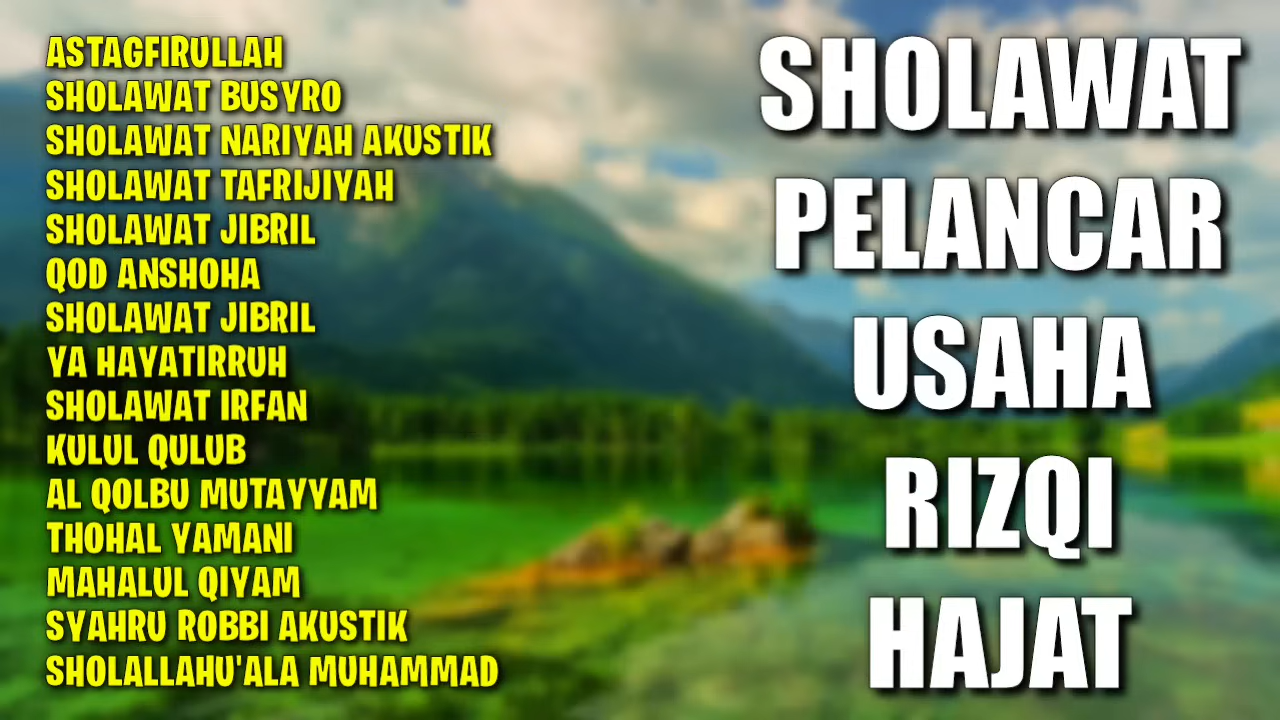 ASTAGFIRULLAH
SHOLAWAT BUSYRO
SHOLAWAT NARIYAH AKUSTIK
SHOLAWAT TAFRIJIYAH
SHOLAWAT JIBRIL
QOD ANSHOHA
SHOLAWAT JIBRIL
YA HAYATIRRUH
SHOLAWAT IRFAN
KULUL QULUB
AL QOLBU MUTAYYAM
THOHAL YAMANI
MAHALUL QIYAM
SYAHRU ROBBI AKUSTIK
SHOLALLAHU'ALA MUHAMMAD
SHOLAWAT
PELANCAR
USAHA
RIZQI
HAJAT